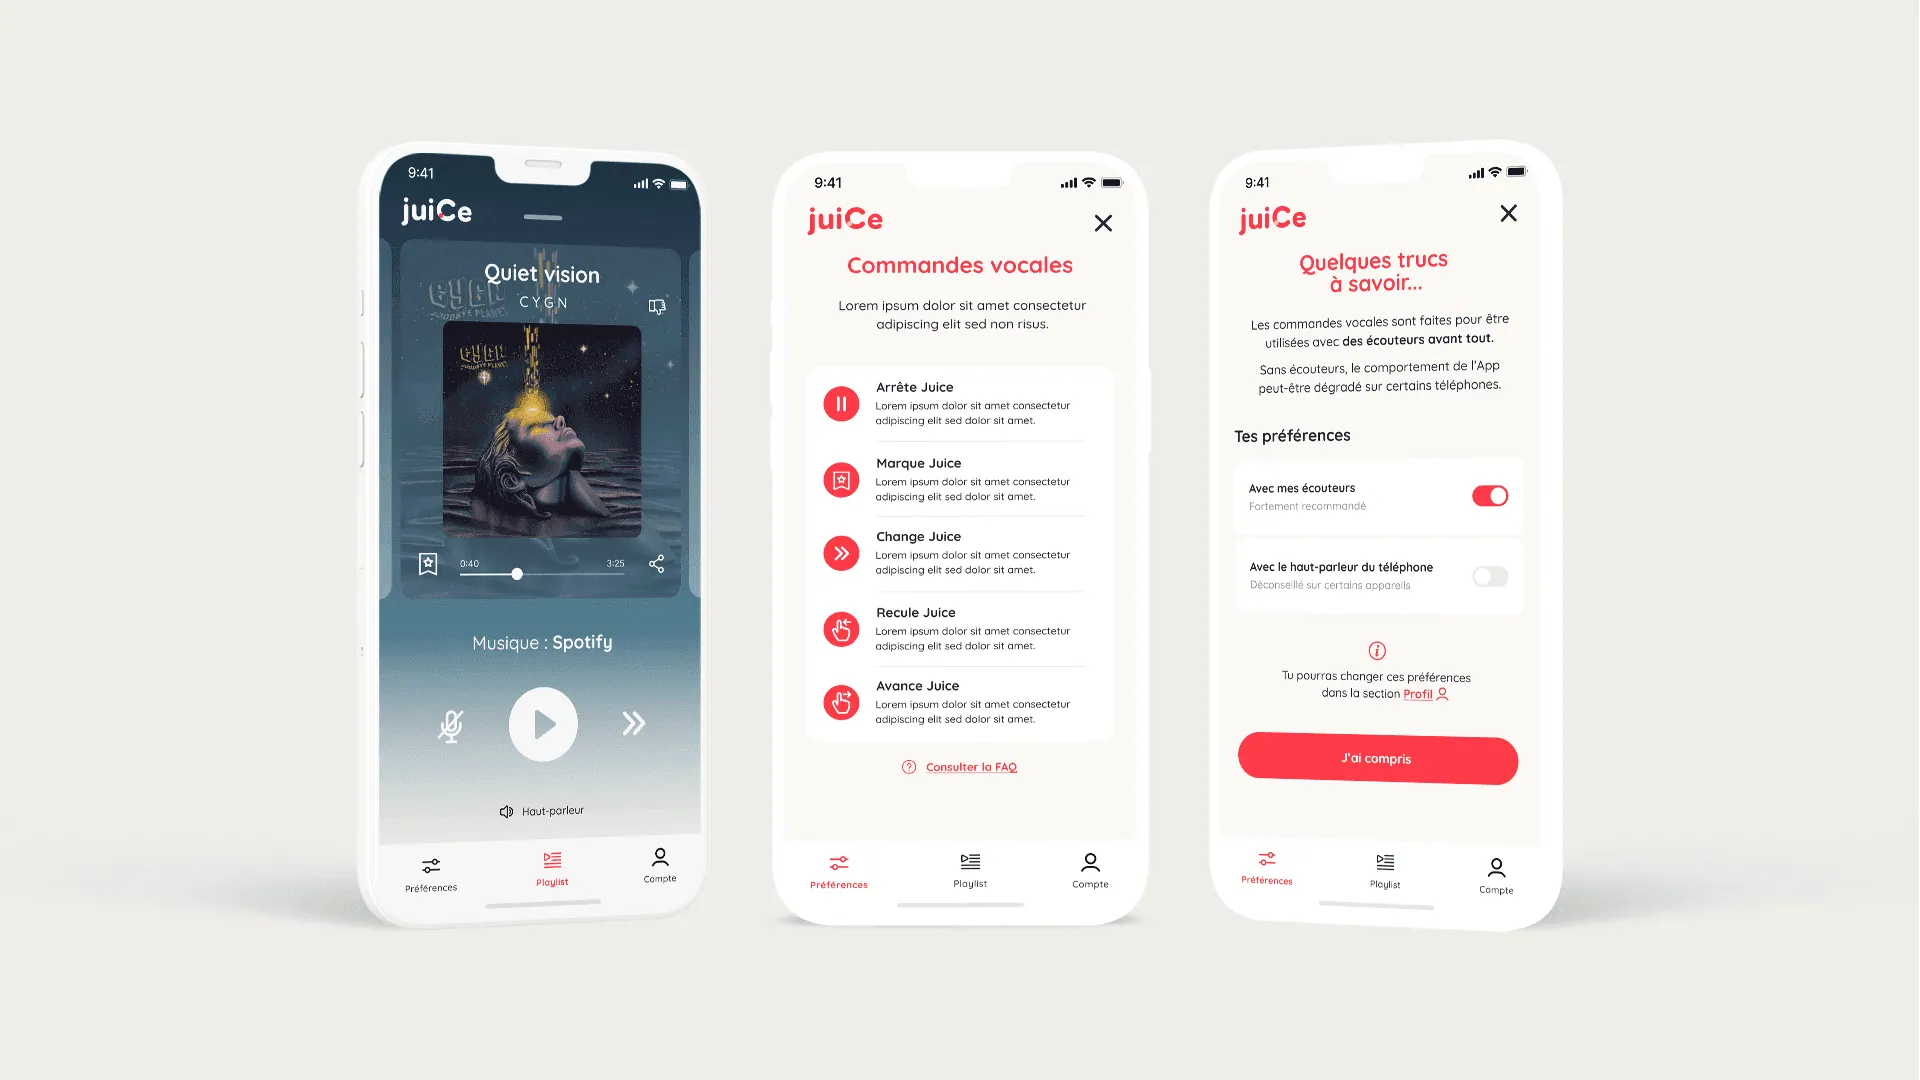 9:41
juiCe
Quiet vision
CYGN
CYGN
GOODBYE PLANET
CYGN
GOODBYE PLANET
0:40
3:25
Musique : Spotify
Haut-parleur
Préférences
Playlist
Compte
9:41
juiCe
Commandes vocales
Lorem ipsum dolor sit amet consectetur
adipiscing elit sed non risus.
Arrête Juice
Lorem ipsum dolor sit amet consectetur
adipiscing elit sed dolor sit amet.
Marque Juice
Lorem ipsum dolor sit amet consectetur
adipiscing elit sed dolor sit amet.
Change Juice
Lorem ipsum dolor sit amet consectetur
adipiscing elit sed dolor sit amet.
Recule Juice
Lorem ipsum dolor sit amet consectetur
adipiscing elit sed dolor sit amet.
Avance Juice
Lorem ipsum dolor sit amet consectetur
adipiscing elit sed dolor sit amet.
Consulter la FAQ
Préférences
Playlist
Compte
9:41
juiCe
Quelques trucs
à savoir...
Les commandes vocales sont faites pour être
utilisées avec des écouteurs avant tout.
Sans écouteurs, le comportement de l'App
peut-être dégradé sur certains téléphones.
Tes préférences
Avec mes écouteurs
Fortement recommandé
Avec le haut-parleur du téléphone
Déconseillé sur certains appareils
Tu pourras changer ces préférences
dans la section Profil
J'ai compris
Préférences
Playlist
Compte